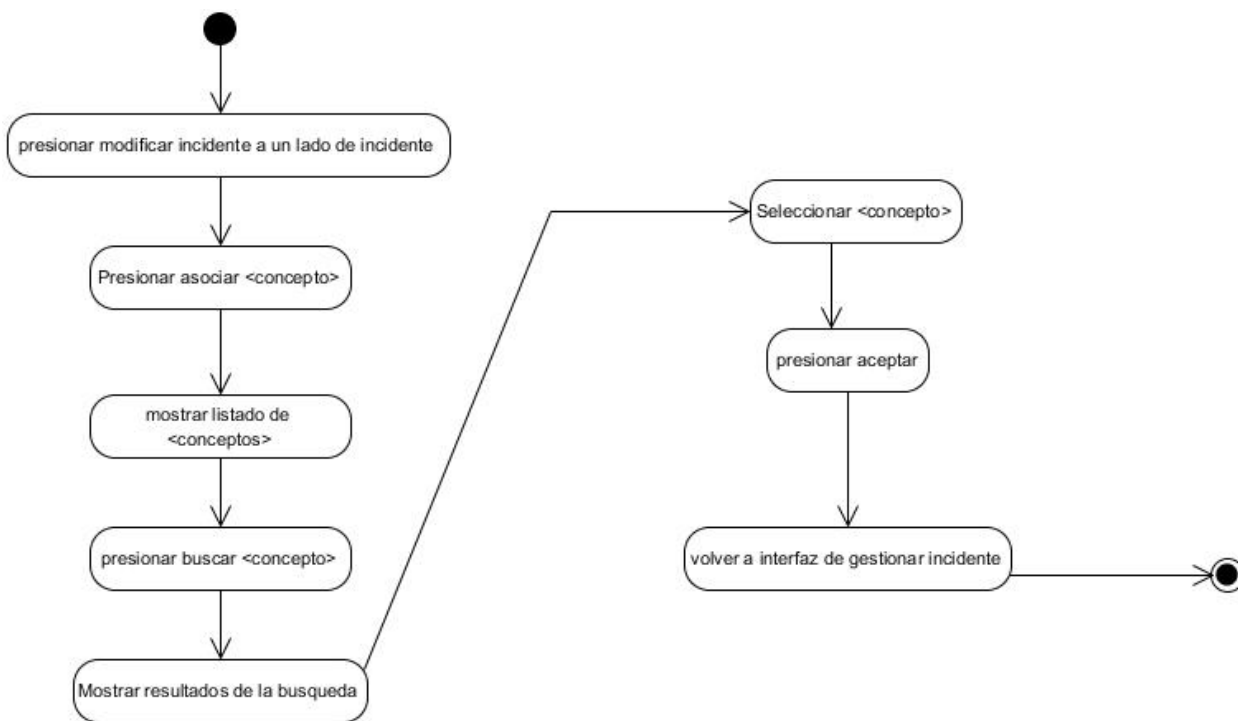 presionar modificar incidente a un lado de incidente
Presionar asociar <concepto>
mostrar listado de
<conceptos>
presionar buscar <concepto>
Mostrar resultados de la busqueda
Seleccionar <concepto>
presionar aceptar
volver a interfaz de gestionar incidente